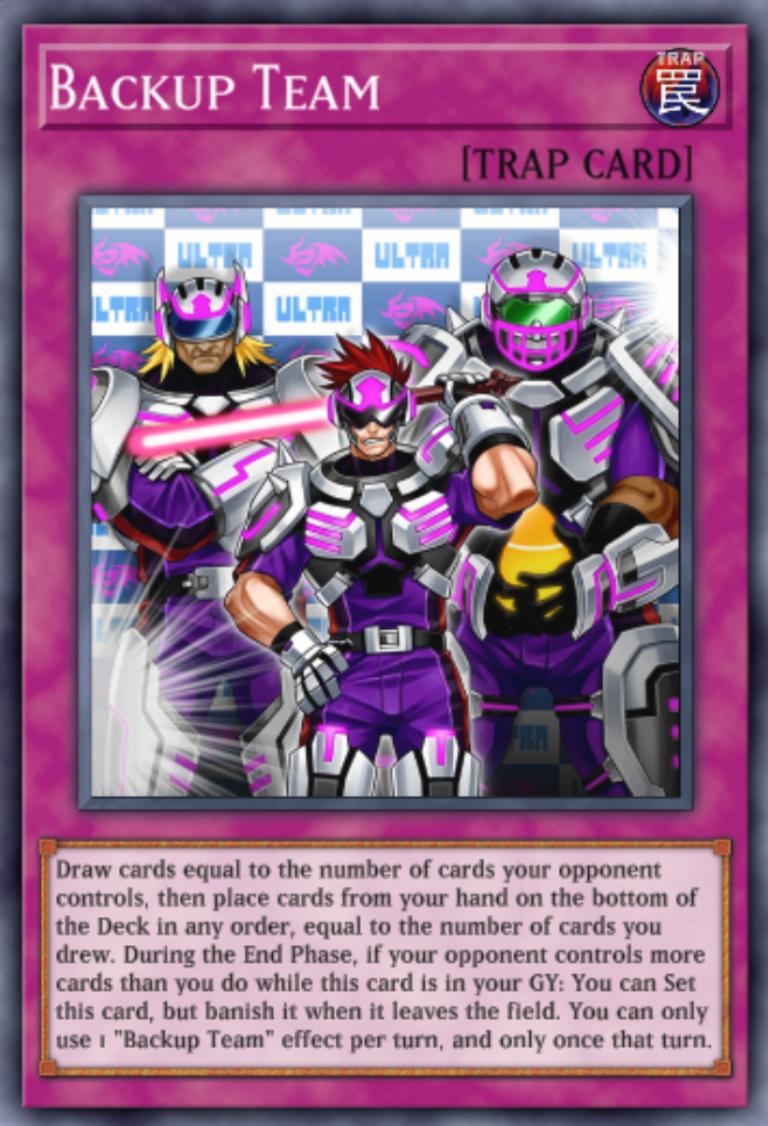 BACKUP TEAM
TRAP
罠
[TRAP CARD]
ULTRA ULTRA ULTRA
ULTRA ULTRA
Draw cards equal to the number of cards your opponent
controls, then place cards from your hand on the bottom of
the Deck in any order, equal to the number of cards you
drew. During the End Phase, if your opponent controls more
cards than you do while this card is in your GY: You can Set
this card, but banish it when it leaves the field. You can only
use 1 "Backup Team" effect per turn, and only once that turn.